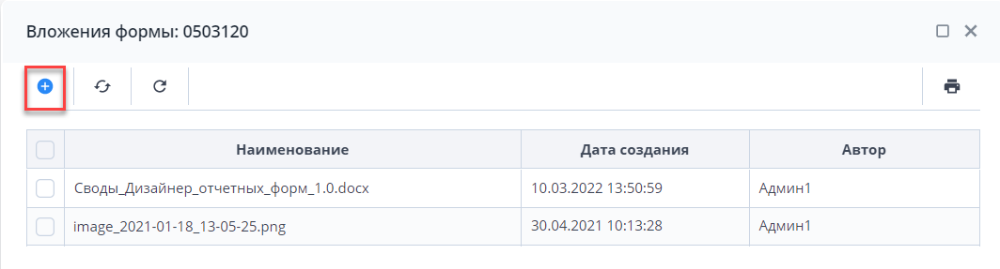 Вложения формы: 0503120
Наименование Дата создания Автор
Своды_Дизайнер_отчетных_форм_1.0.docx 10.03.2022 13:50:59 Админ1
image_2021-01-18_13-05-25.png 30.04.2021 10:13:28 Админ1